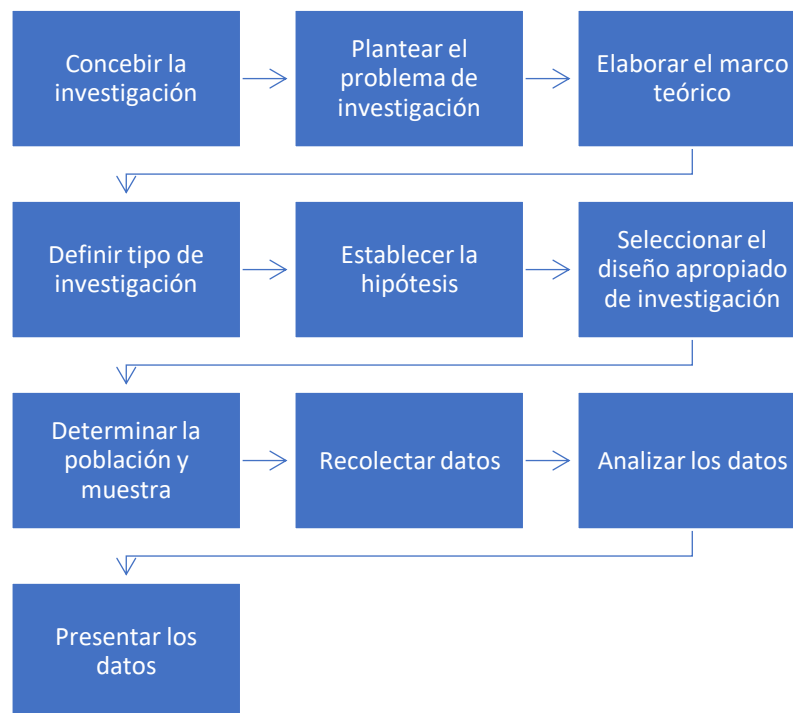 Concebir la
investigación
Plantear el
problema de
investigación
Elaborar el marco
teórico
Definir tipo de
investigación
Establecer la
hipótesis
Seleccionar el
diseño apropiado
de investigación
Determinar la
población y
muestra
Recolectar datos
Analizar los datos
Presentar los
datos